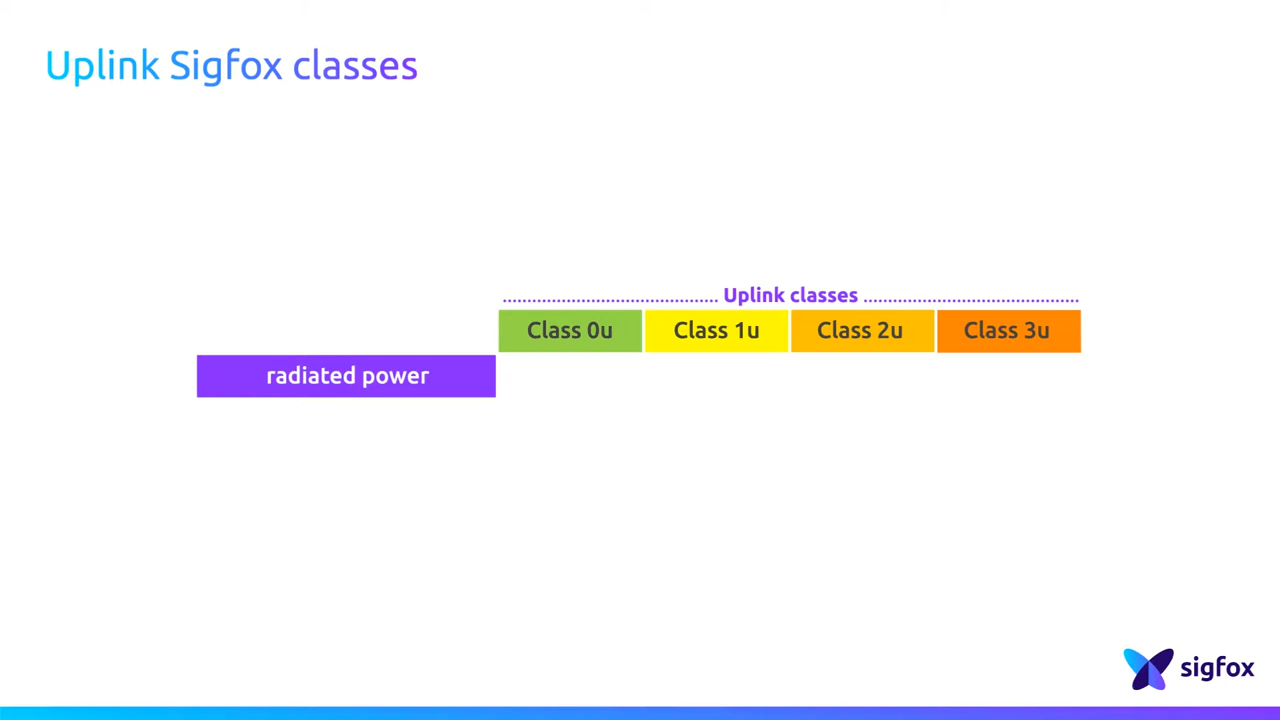 Uplink Sigfox classes
Uplink classes
Class 0u Class 1u Class 2u Class 3u
radiated power
sigfox